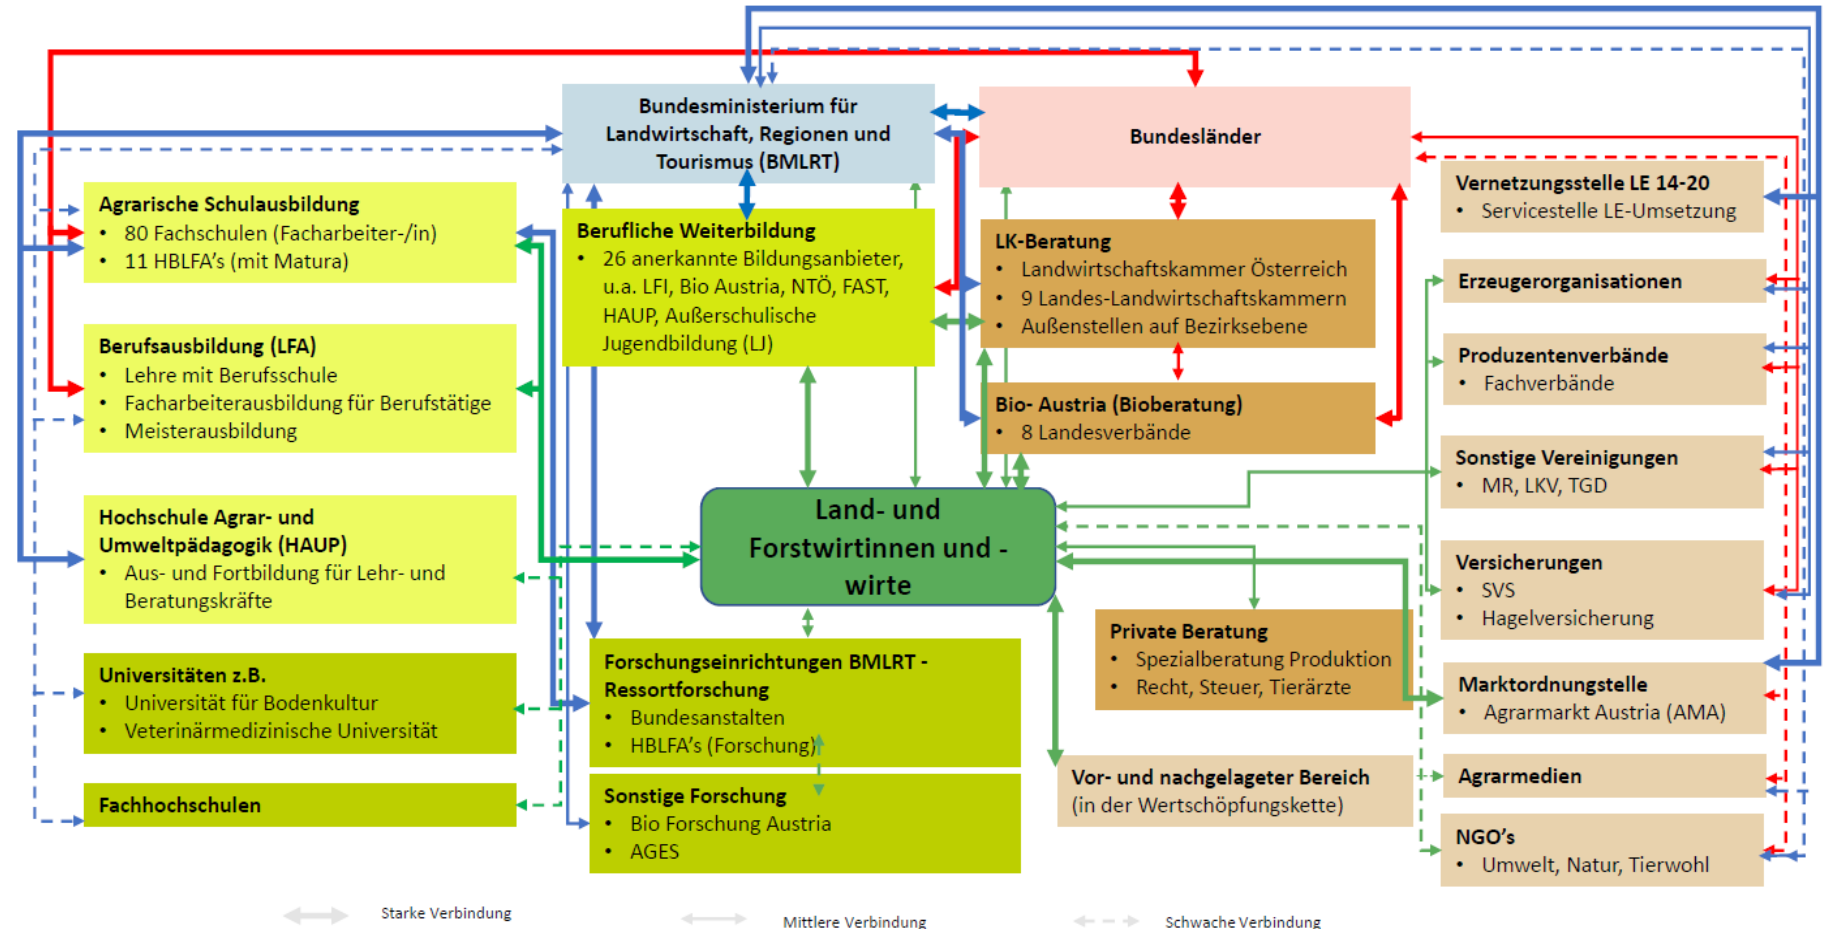 Bundesministerium für
Landwirtschaft, Regionen und
Tourismus (BMLRT)
Bundesländer
Agrarische Schulausbildung
• 80 Fachschulen (Facharbeiter-/in)
• 11 HBLFA's (mit Matura)
Berufsausbildung (LFA)
• Lehre mit Berufsschule
• Facharbeiterausbildung für Berufstätige
• Meisterausbildung
Hochschule Agrar- und
Umweltpädagogik (HAUP)
• Aus- und Fortbildung für Lehr- und
Beratungskräfte
Universitäten z.B.
• Universität für Bodenkultur
• Veterinärmedizinische Universität
Fachhochschulen
Berufliche Weiterbildung
• 26 anerkannte Bildungsanbieter,
u.a. LFI, Bio Austria, NTÖ, FAST,
HAUP, Außerschulische
Jugendbildung (LJ)
LK-Beratung
• Landwirtschaftskammer Österreich
• 9 Landes-Landwirtschaftskammern
• Außenstellen auf Bezirksebene
Bio- Austria (Bioberatung)
• 8 Landesverbände
Land- und
Forstwirtinnen und -
wirte
Forschungseinrichtungen BMLRT -
Ressortforschung
• Bundesanstalten
• HBLFA's (Forschung)
Sonstige Forschung
• Bio Forschung Austria
• AGES
Private Beratung
• Spezialberatung Produktion
• Recht, Steuer, Tierärzte
Vor- und nachgelageter Bereich
(in der Wertschöpfungskette)
Vernetzungsstelle LE 14-20
• Servicestelle LE-Umsetzung
Erzeugerorganisationen
Produzentenverbände
• Fachverbände
Sonstige Vereinigungen
• MR, LKV, TGD
Versicherungen
• SVS
• Hagelversicherung
Marktordnungstelle
• Agrarmarkt Austria (AMA)
Agrarmedien
NGO's
• Umwelt, Natur, Tierwohl
Starke Verbindung
Mittlere Verbindung
Schwache Verbindung